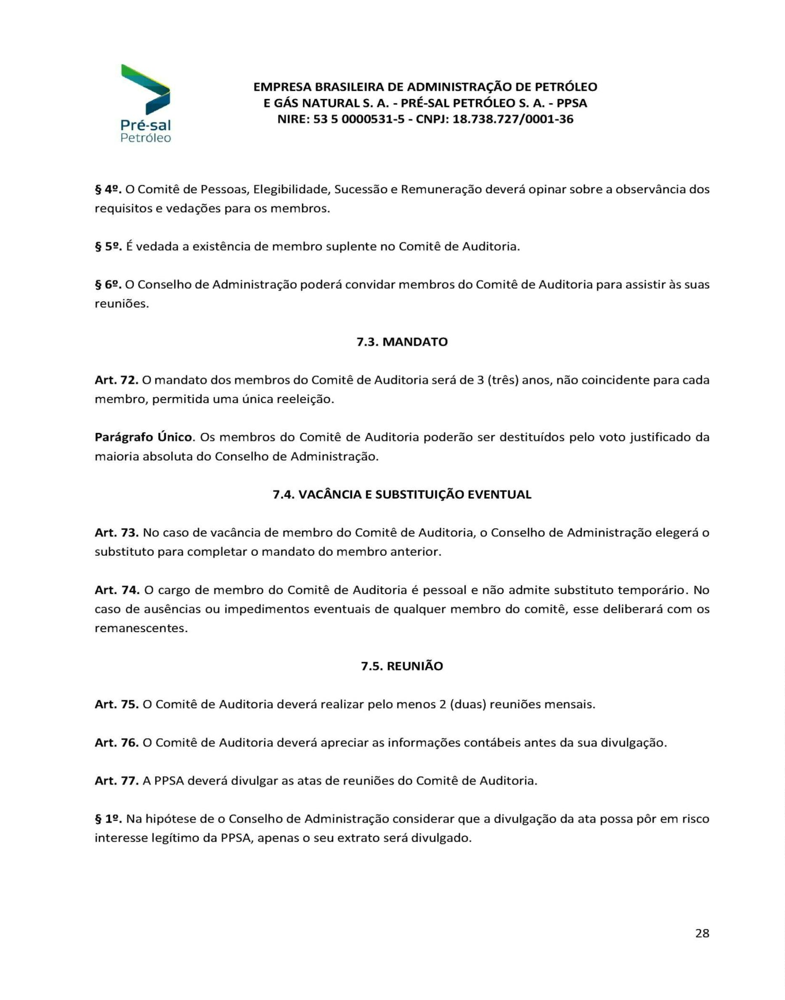 Pré-sal
Petróleo
EMPRESA BRASILEIRA DE ADMINISTRAÇÃO DE PETRÓLEO
E GÁS NATURAL S. A. - PRÉ-SAL PETRÓLEO S. A. - PPSA
NIRE: 53 5 0000531-5 - CNPJ: 18.738.727/0001-36
§ 4º. O Comitê de Pessoas, Elegibilidade, Sucessão e Remuneração deverá opinar sobre a observância dos
requisitos e vedações para os membros.
§ 5º. É vedada a existência de membro suplente no Comitê de Auditoria.
§ 6º. O Conselho de Administração poderá convidar membros do Comitê de Auditoria para assistir às suas
reuniões.
7.3. MANDATO
Art. 72. O mandato dos membros do Comitê de Auditoria será de 3 (três) anos, não coincidente para cada
membro, permitida uma única reeleição.
Parágrafo Único. Os membros do Comitê de Auditoria poderão ser destituídos pelo voto justificado da
maioria absoluta do Conselho de Administração.
7.4. VACÂNCIA E SUBSTITUIÇÃO EVENTUAL
Art. 73. No caso de vacância de membro do Comitê de Auditoria, o Conselho de Administração elegerá o
substituto para completar o mandato do membro anterior.
Art. 74. O cargo de membro do Comitê de Auditoria é pessoal e não admite substituto temporário. No
caso de ausências ou impedimentos eventuais de qualquer membro do comitê, esse deliberará com os
remanescentes.
7.5. REUNIÃO
Art. 75. O Comitê de Auditoria deverá realizar pelo menos 2 (duas) reuniões mensais.
Art. 76. O Comitê de Auditoria deverá apreciar as informações contábeis antes da sua divulgação.
Art. 77. A PPSA deverá divulgar as atas de reuniões do Comitê de Auditoria.
§ 1º. Na hipótese de o Conselho de Administração considerar que a divulgação da ata possa pôr em risco
interesse legítimo da PPSA, apenas o seu extrato será divulgado.
28